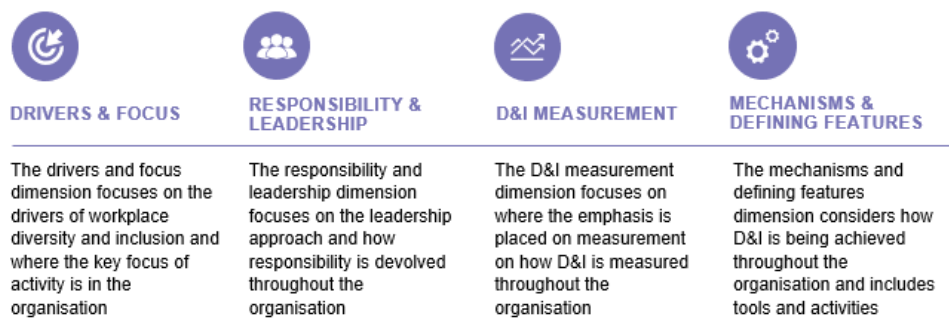 DRIVERS & FOCUS
The drivers and focus
dimension focuses on the
drivers of workplace
diversity and inclusion and
where the key focus of
activity is in the
organisation
RESPONSIBILITY &
LEADERSHIP
The responsibility and
leadership dimension
focuses on the leadership
approach and how
responsibility is devolved
throughout the
organisation
D&I MEASUREMENT
The D&I measurement
dimension focuses on
where the emphasis is
placed on measurement
on how D&I is measured
throughout the
organisation
MECHANISMS &
DEFINING FEATURES
The mechanisms and
defining features
dimension considers how
D&I is being achieved
throughout the
organisation and includes
tools and activities